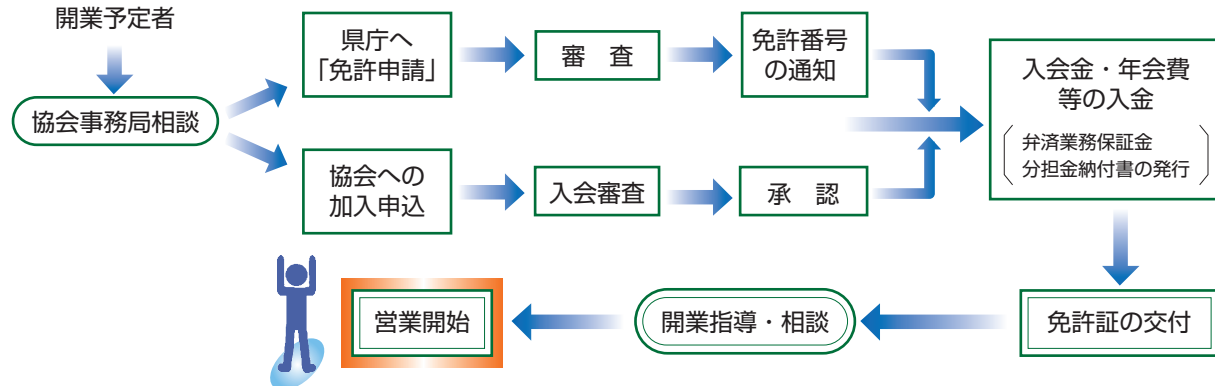 開業予定者
協会事務局相談
県庁へ
「免許申請」
審　査
免許番号
の通知
協会への
加入申込
入会審査
承　認
入会金・年会費
等の入金
弁済業務保証金
分担金納付書の発行
免許証の交付
開業指導・相談
営業開始